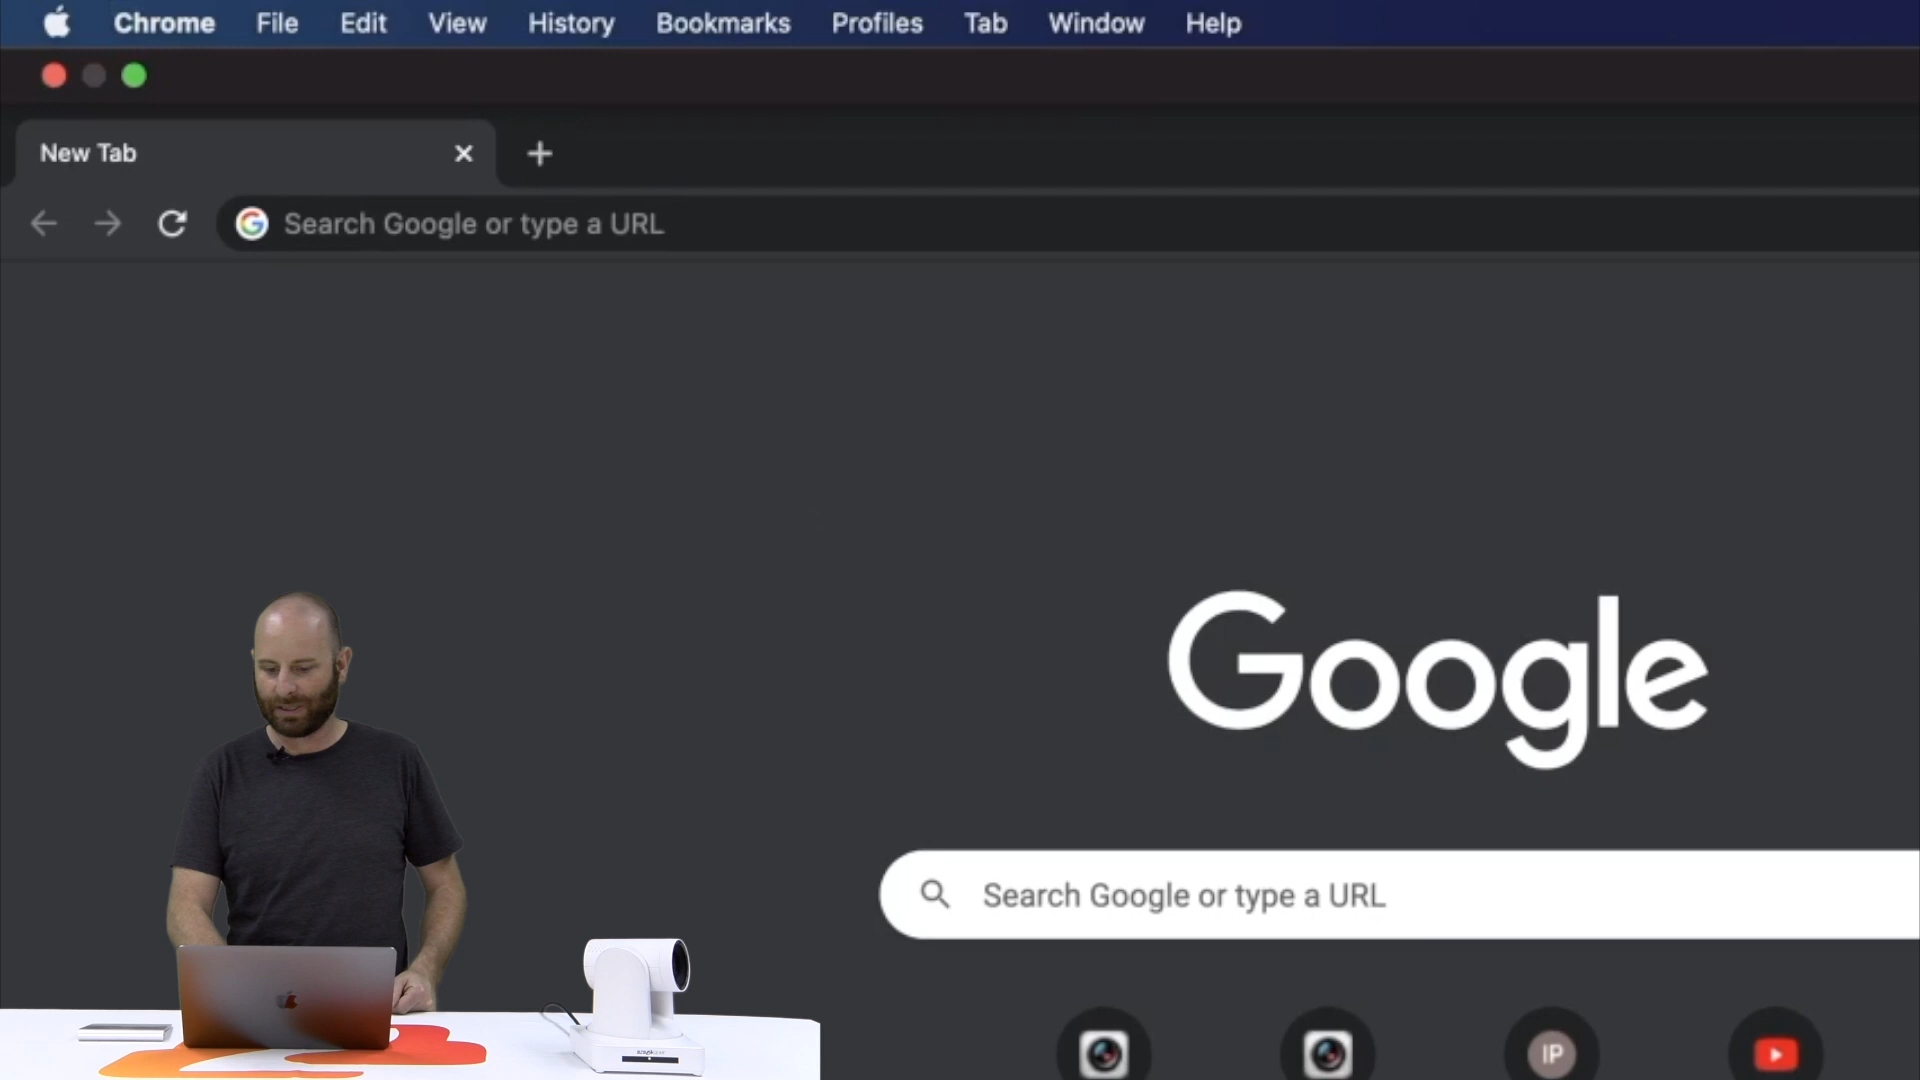 Chrome File Edit View History Bookmarks Profiles Tab Window Help
New Tab
Search Google or type a URL
Google
Search Google or type a URL
IP